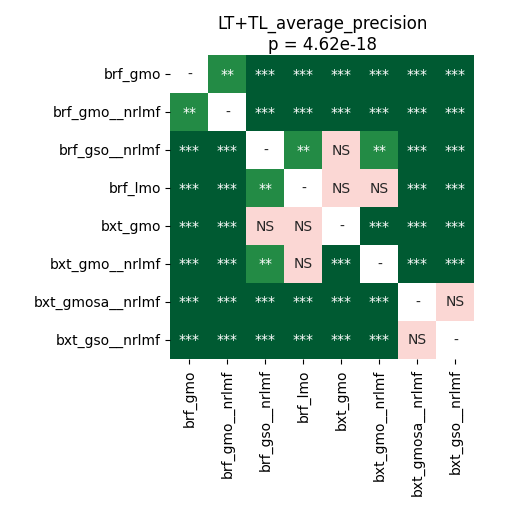 LT+TL_average_precision
p = 4.62e-18
brf_gmo - ** *** *** *** *** *** ***
brf_gmo__nrlmf ** - *** *** *** *** *** ***
brf_gso__nrlmf *** *** - ** NS ** *** ***
brf_lmo *** *** ** - NS NS *** ***
bxt_gmo *** *** NS NS - *** *** ***
bxt_gmo__nrlmf *** *** ** NS *** - *** ***
bxt_gmosa__nrlmf *** *** *** *** *** *** - NS
bxt_gso__nrlmf *** *** *** *** *** *** NS -
brf_gmo
brf_gmo__nrlmf
brf_gso__nrlmf
brf_lmo
bxt_gmo
bxt_gmo__nrlmf
bxt_gmosa__nrlmf
bxt_gso__nrlmf